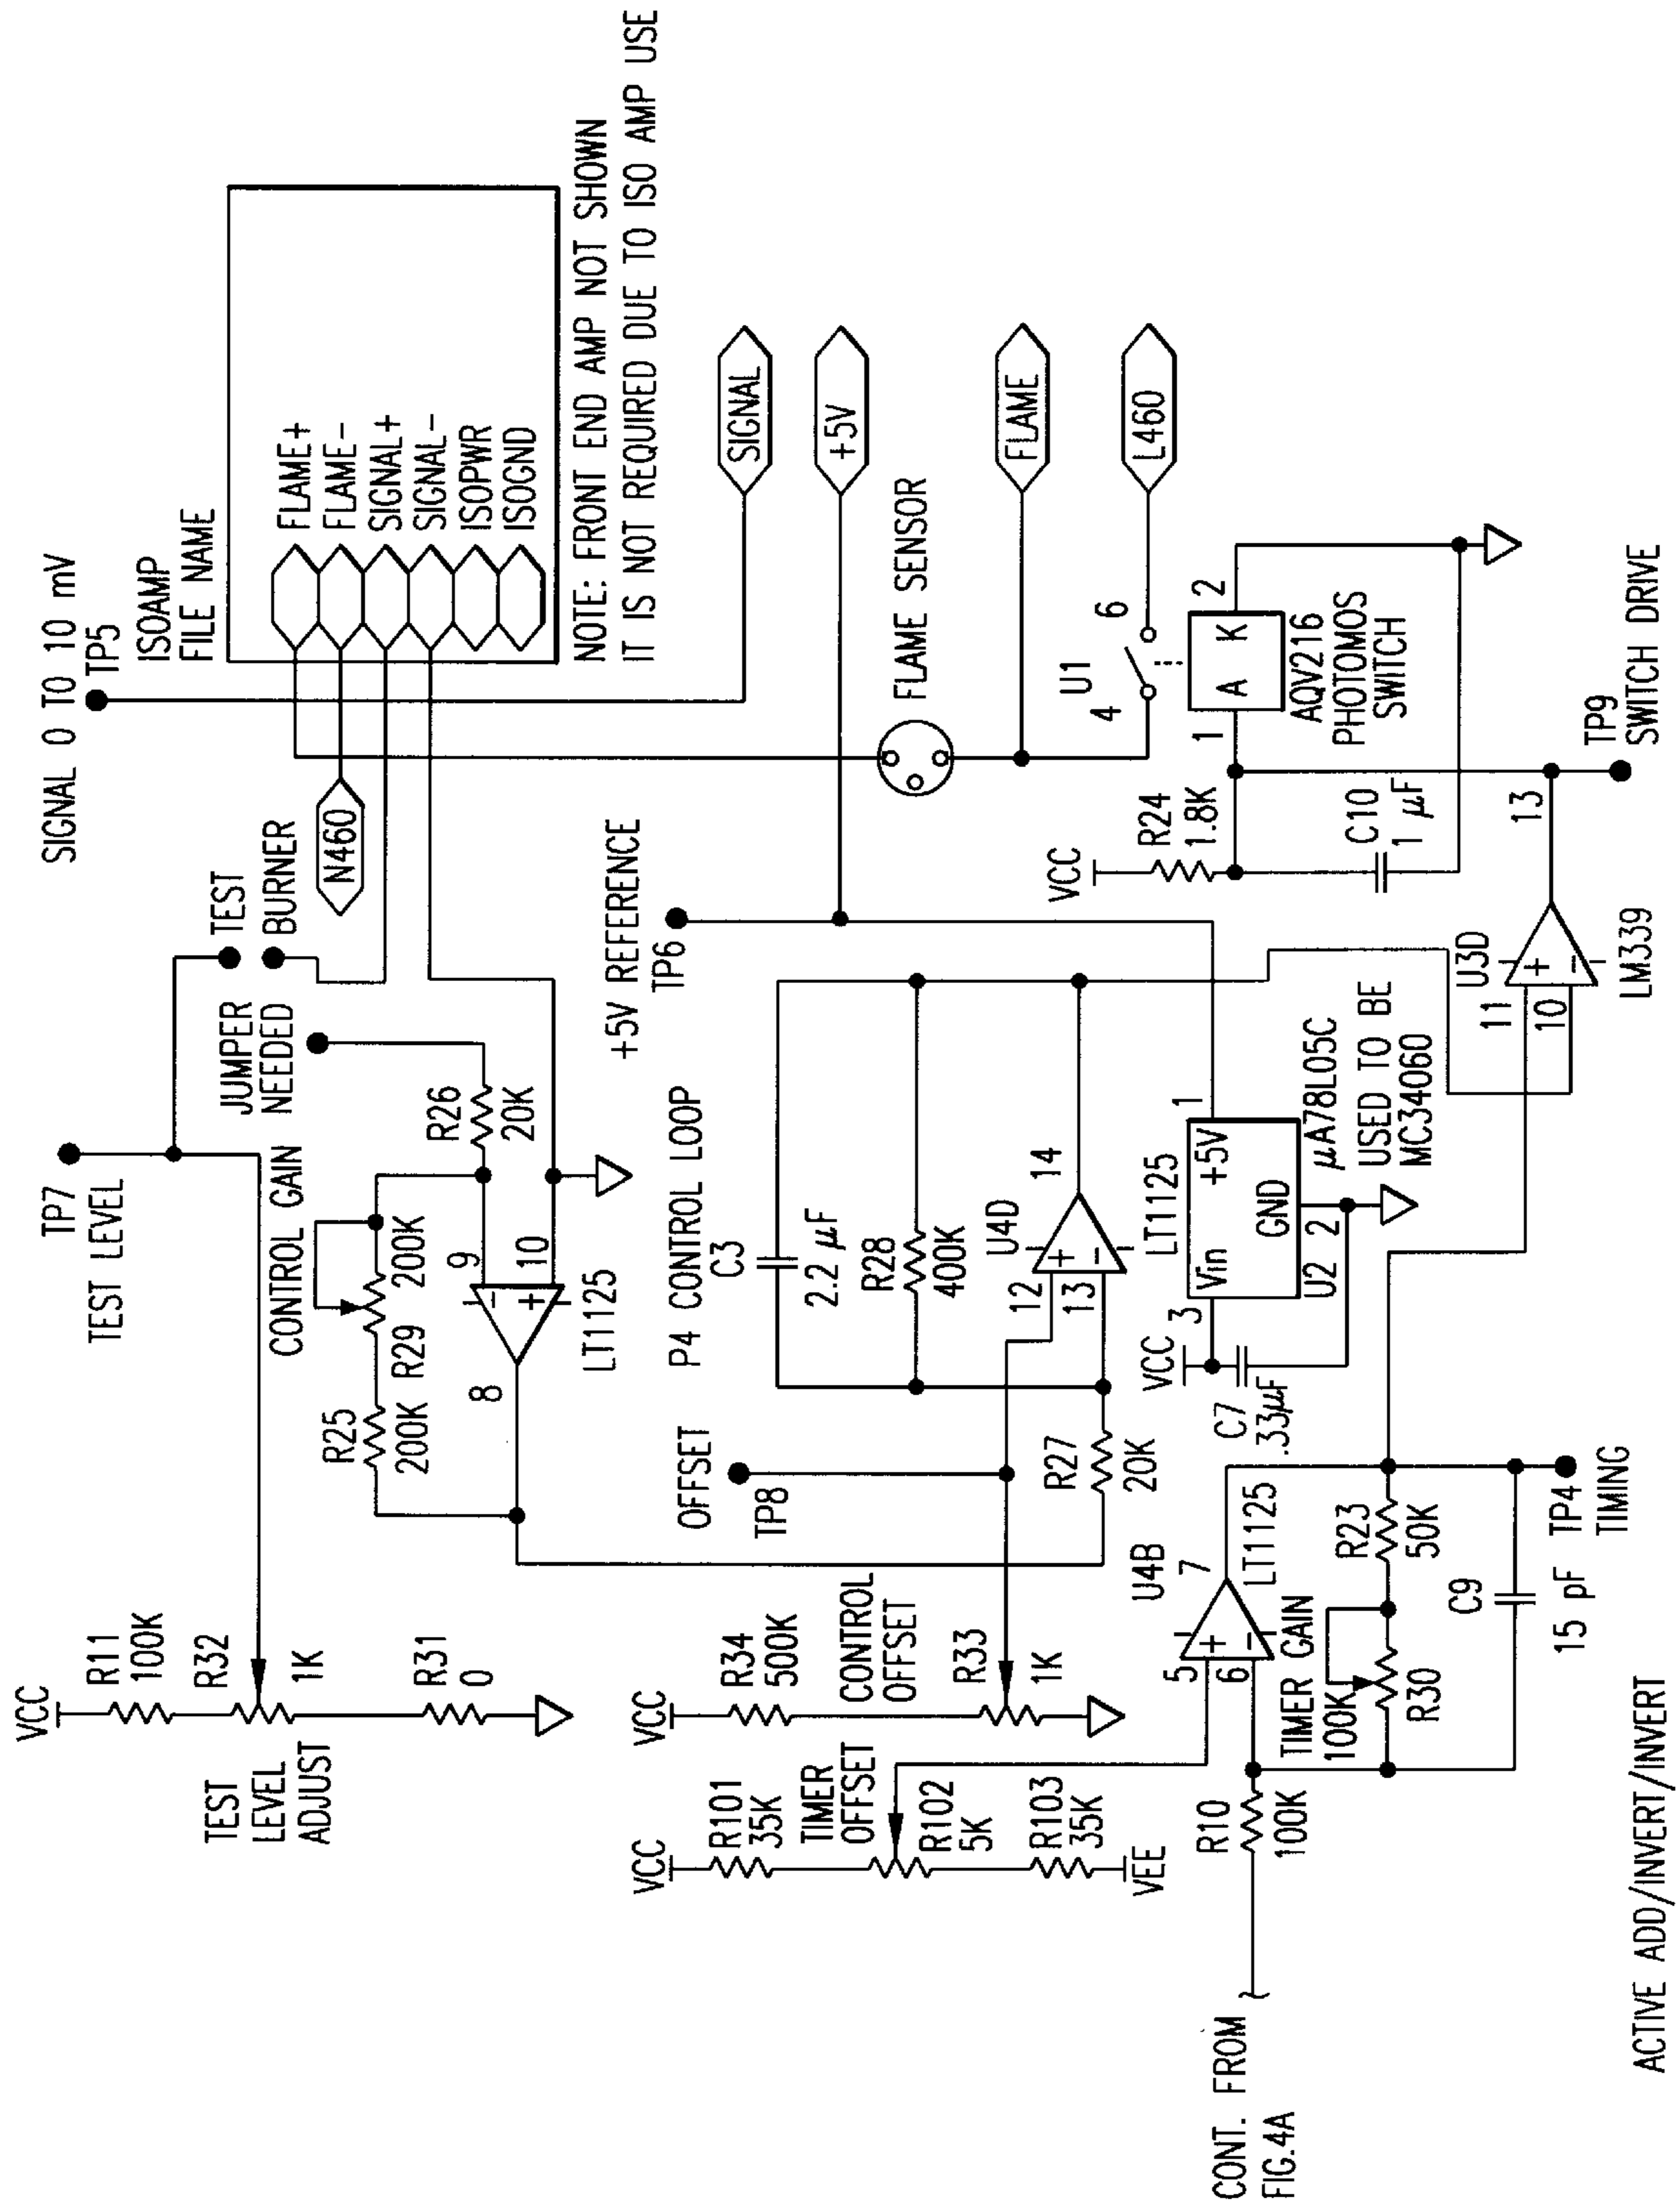 SIGNAL 0 TO 10 mV
TP5
ISOAMP
FILE NAME
FLAME+
FLAME-
SIGNAL+
SIGNAL-
ISOPWR
ISOGND
NOTE: FRONT END AMP NOT SHOWN
IT IS NOT REQUIRED DUE TO ISO AMP USE
TP7
TEST LEVEL
TEST
BURNER
JUMPER
NEEDED
N460
VCC
R11
100K
R32
1K
R31
0
TEST
LEVEL
ADJUST
CONTROL GAIN
R25
200K
R29
200K
R26
20K
9
10
8
-
+
LT1125
+5V REFERENCE
TP6
SIGNAL
+5V
FLAME
L460
FLAME SENSOR
P4 CONTROL LOOP
C3
2.2 µF
R28
400K
U4D
12
13
14
+
-
LT1125
OFFSET
TP8
R27
20K
VCC
R34
500K
CONTROL
OFFSET
R33
1K
VCC
R101
35K
TIMER
OFFSET
R102
5K
R103
35K
VEE
VCC
3
Vin
+5V
1
GND
U2
2
µA78L05C
USED TO BE
MC34060
C7
.33µF
U1
4
6
1
A
K
2
AQV216
PHOTOMOS
SWITCH
VCC
R24
1.8K
C10
1 µF
U3D
11
10
13
+
-
LM339
TP9
SWITCH DRIVE
U4B
5
6
7
+
-
LT1125
TIMER GAIN
100K
R30
R23
50K
C9
15 pF
TP4
TIMING
R10
100K
CONT. FROM
FIG.4A
ACTIVE ADD/INVERT/INVERT